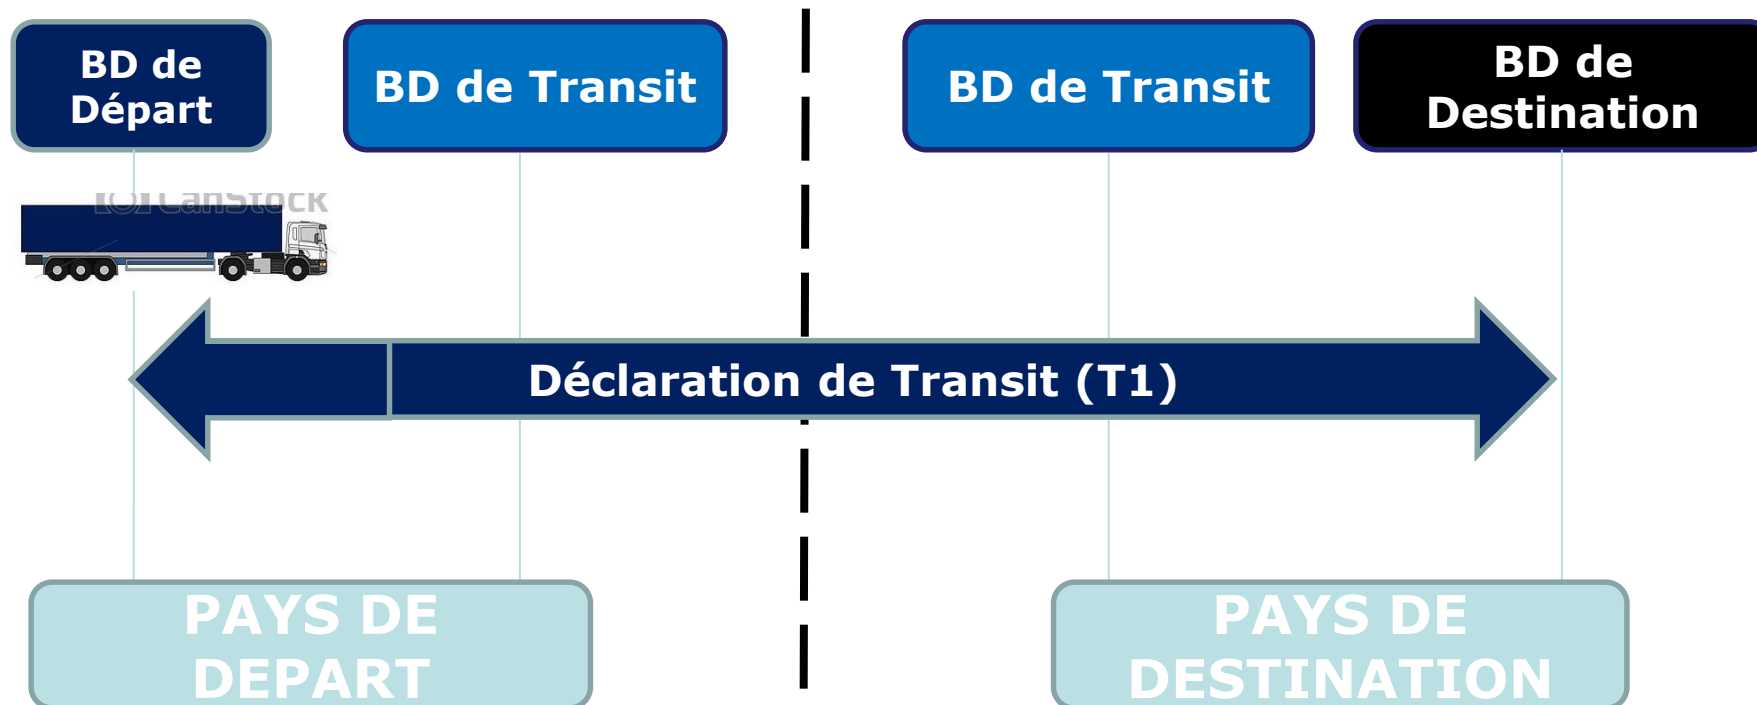 BD de
Départ
BD de Transit
BD de Transit
BD de
Destination
CanStock
Déclaration de Transit (T1)
PAYS DE
DEPART
PAYS DE
DESTINATION